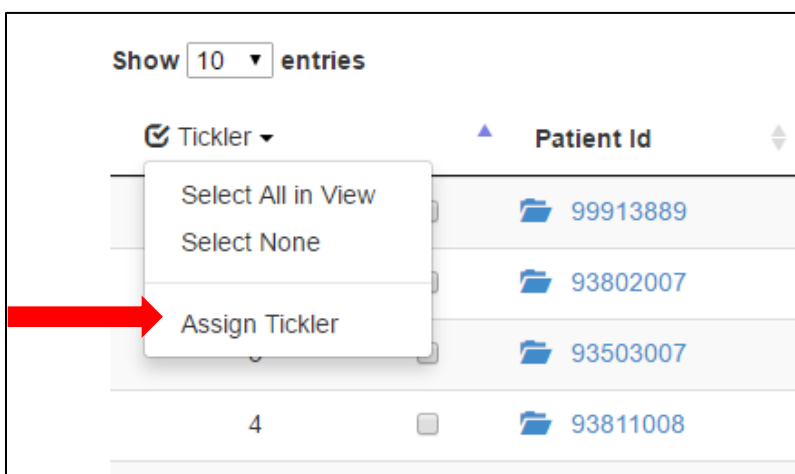 Show 10 entries
Tickler Patient Id
Select All in View
99913889
Select None
93802007
Assign Tickler
93503007
4 93811008